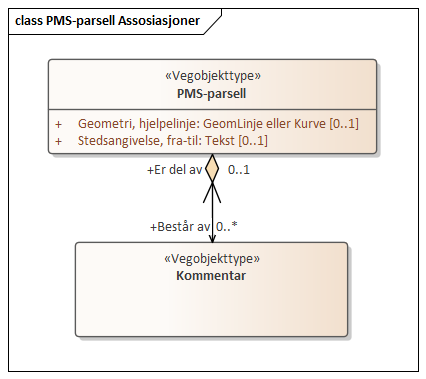 class PMS-parsell Assosiasjoner
«Vegobjekttype»
PMS-parsell
+ Geometri, hjelpelinje: GeomLinje eller Kurve [0..1]
+ Stedsangivelse, fra-til: Tekst [0..1]
+Er del av 0..1
+Består av 0..*
«Vegobjekttype»
Kommentar